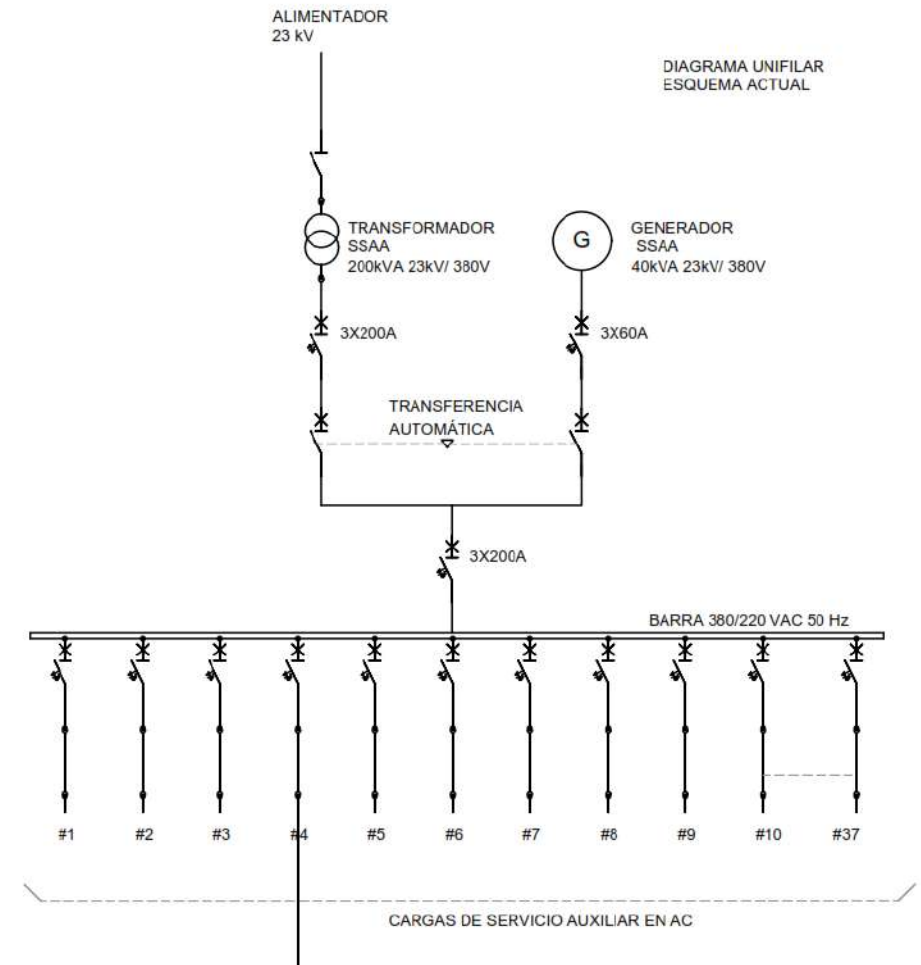 ALIMENTADOR
23 kV
DIAGRAMA UNIFILAR
ESQUEMA ACTUAL
TRANSFORMADOR
SSAA
200kVA 23kV/ 380V
G
GENERADOR
SSAA
40kVA 23kV/ 380V
3X200A
3X60A
TRANSFERENCIA
AUTOMÁTICA
3X200A
BARRA 380/220 VAC 50 Hz
#1 #2 #3 #4 #5 #6 #7 #8 #9 #10 #37
CARGAS DE SERVICIO AUXILIAR EN AC